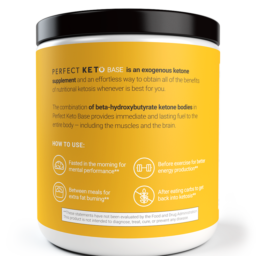 PERFECT KETO BASE is an exogenous ketone
supplement and an effortless way to obtain all of the benefits
of nutritional ketosis whenever is best for you.
The combination of beta-hydroxybutyrate ketone bodies in
Perfect Keto Base provides immediate and lasting fuel to the
entire body – including the muscles and the brain.
HOW TO USE:
Fasted in the morning for
mental performance**
Before exercise for
energy production**
Between meals for
extra fat burning**
After eating carbs to get
back into ketosis**
**These statements have not been evaluated by the Food and Drug Administration.
This product is not intended to diagnose, treat, cure, or prevent any disease.